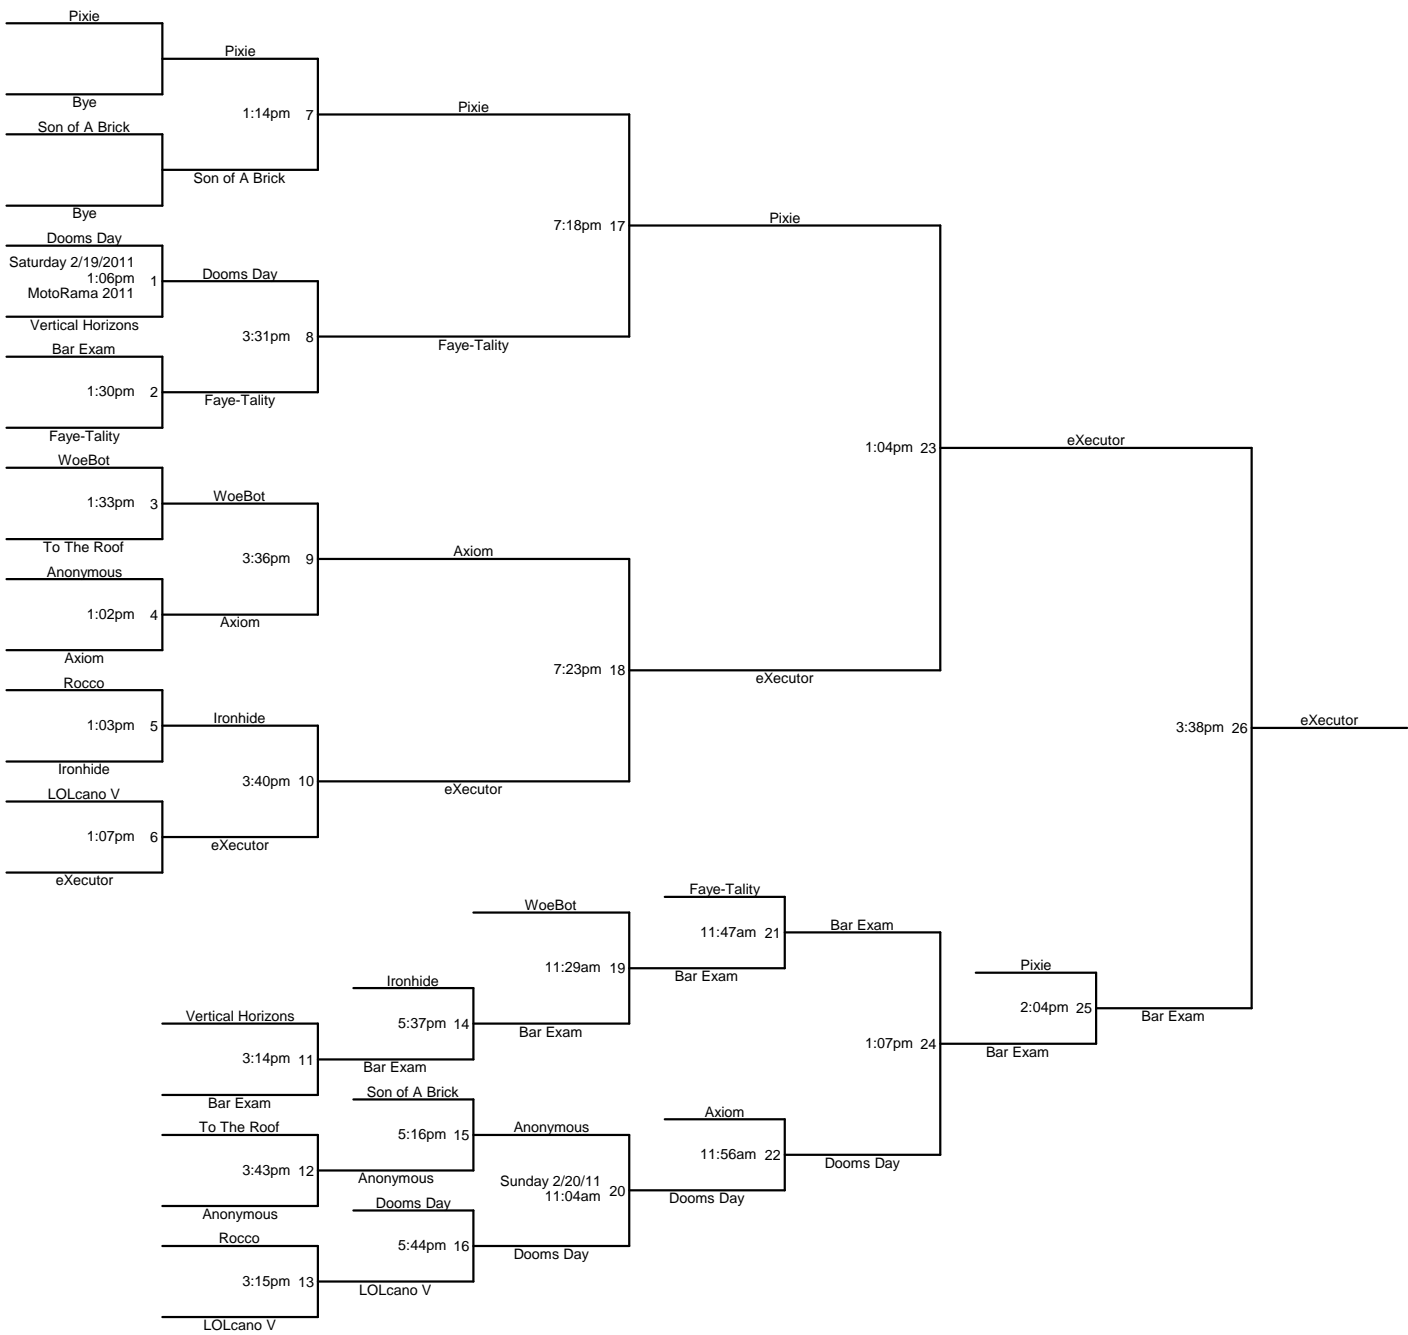 Pixie
Pixie
Bye
1:14pm 7
Pixie
Son of A Brick
Son of A Brick
Bye
7:18pm 17
Pixie
Dooms Day
Saturday 2/19/2011
1:06pm 1
MotoRama 2011
Dooms Day
Vertical Horizons
3:31pm 8
Faye-Tality
Bar Exam
1:30pm 2
Faye-Tality
Faye-Tality
1:04pm 23
eXecutor
WoeBot
1:33pm 3
WoeBot
To The Roof
3:36pm 9
Axiom
Anonymous
1:02pm 4
Axiom
Axiom
7:23pm 18
eXecutor
Rocco
1:03pm 5
Ironhide
Ironhide
3:40pm 10
eXecutor
LOLcano V
1:07pm 6
eXecutor
eXecutor
3:38pm 26
eXecutor
Faye-Tality
WoeBot
11:47am 21
Bar Exam
11:29am 19
Bar Exam
Ironhide
Pixie
Vertical Horizons
5:37pm 14
Bar Exam
2:04pm 25
Bar Exam
3:14pm 11
Bar Exam
1:07pm 24
Bar Exam
Bar Exam
Son of A Brick
Axiom
To The Roof
5:16pm 15
Anonymous
11:56am 22
Dooms Day
3:43pm 12
Anonymous
Sunday 2/20/11
11:04am 20
Dooms Day
Anonymous
Dooms Day
Rocco
5:44pm 16
Dooms Day
3:15pm 13
LOLcano V
LOLcano V